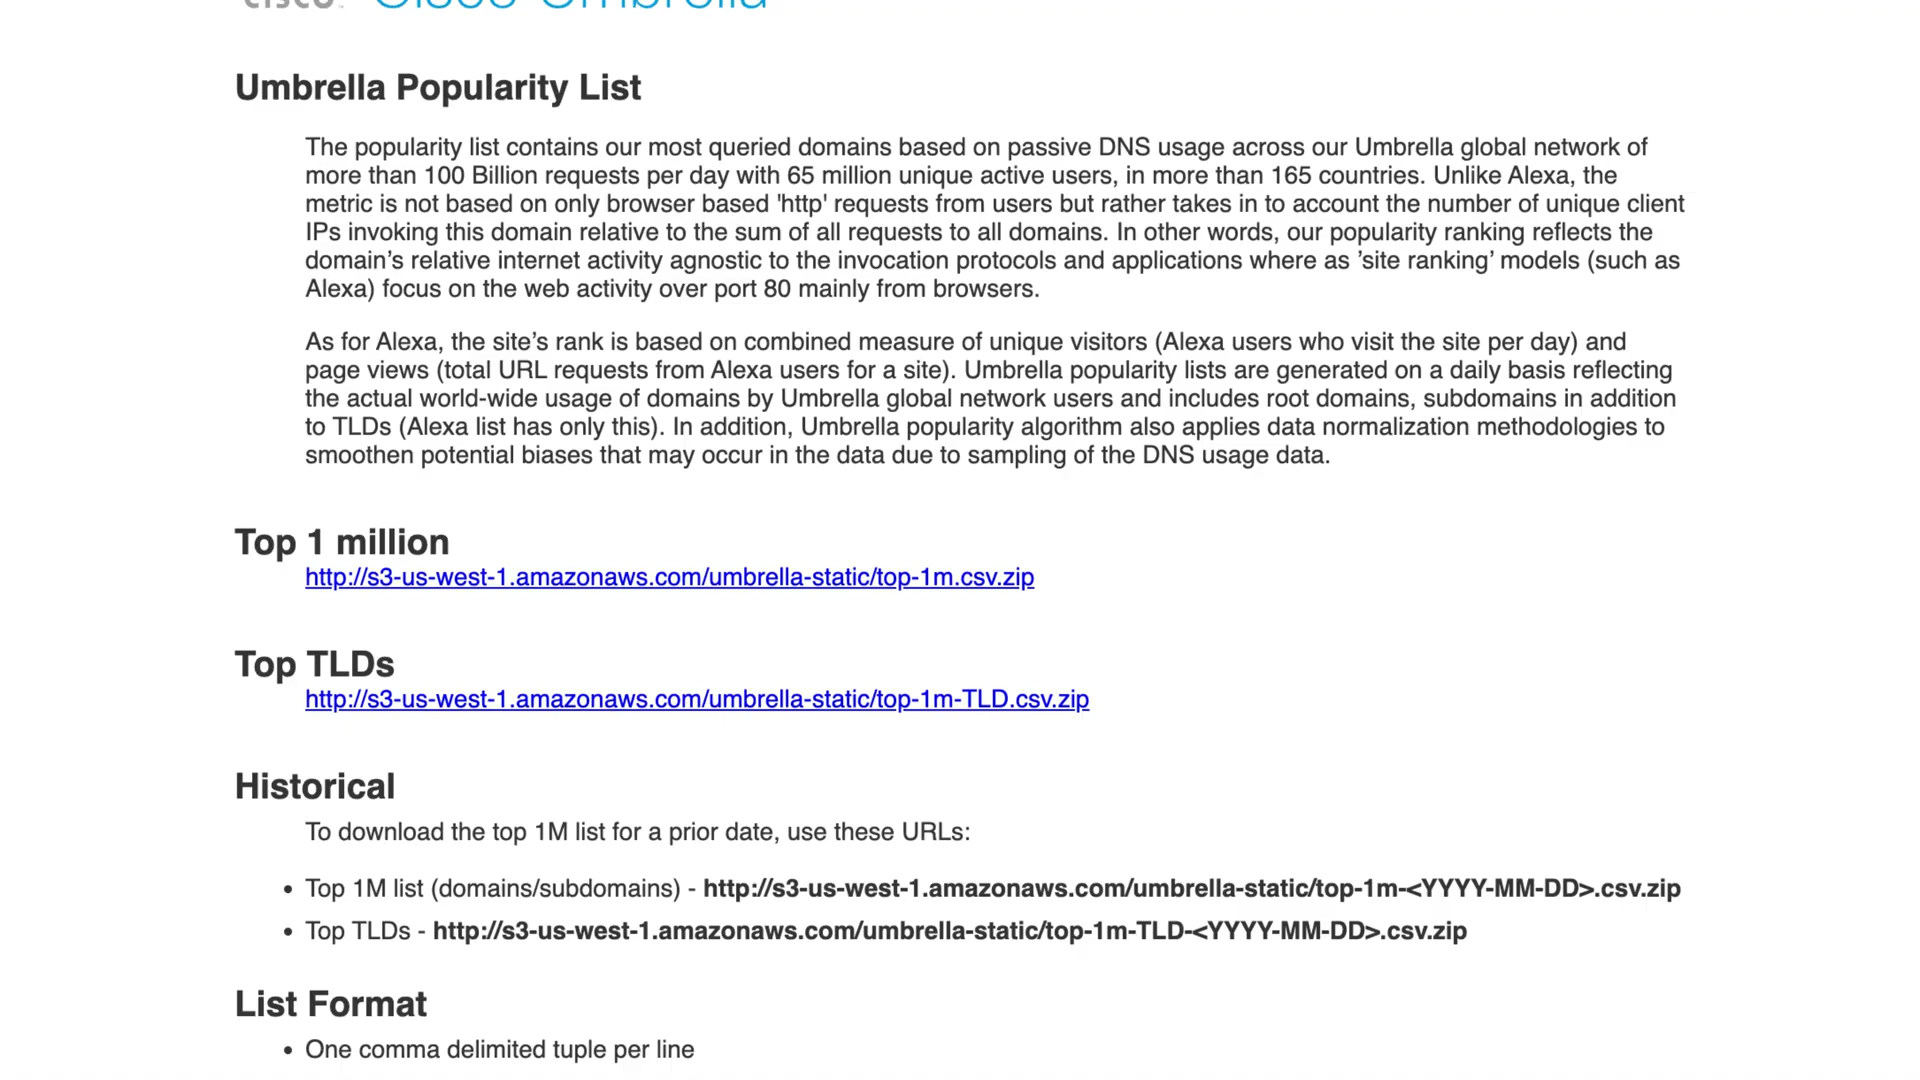 cisco Cisco Umbrella
Umbrella Popularity List
The popularity list contains our most queried domains based on passive DNS usage across our Umbrella global network of
more than 100 Billion requests per day with 65 million unique active users, in more than 165 countries. Unlike Alexa, the
metric is not based on only browser based 'http' requests from users but rather takes in to account the number of unique client
IPs invoking this domain relative to the sum of all requests to all domains. In other words, our popularity ranking reflects the
domain’s relative internet activity agnostic to the invocation protocols and applications where as ’site ranking’ models (such as
Alexa) focus on the web activity over port 80 mainly from browsers.
As for Alexa, the site’s rank is based on combined measure of unique visitors (Alexa users who visit the site per day) and
page views (total URL requests from Alexa users for a site). Umbrella popularity lists are generated on a daily basis reflecting
the actual world-wide usage of domains by Umbrella global network users and includes root domains, subdomains in addition
to TLDs (Alexa list has only this). In addition, Umbrella popularity algorithm also applies data normalization methodologies to
smoothen potential biases that may occur in the data due to sampling of the DNS usage data.
Top 1 million
http://s3-us-west-1.amazonaws.com/umbrella-static/top-1m.csv.zip
Top TLDs
http://s3-us-west-1.amazonaws.com/umbrella-static/top-1m-TLD.csv.zip
Historical
To download the top 1M list for a prior date, use these URLs:
• Top 1M list (domains/subdomains) - http://s3-us-west-1.amazonaws.com/umbrella-static/top-1m-<YYYY-MM-DD>.csv.zip
• Top TLDs - http://s3-us-west-1.amazonaws.com/umbrella-static/top-1m-TLD-<YYYY-MM-DD>.csv.zip
List Format
• One comma delimited tuple per line